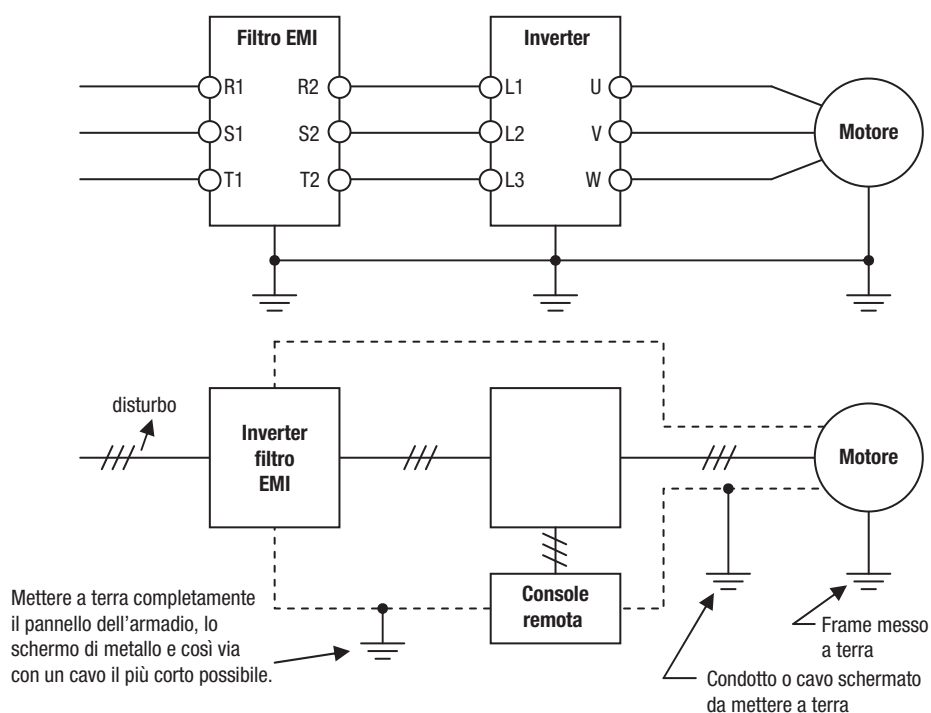 Filtro EMI
Inverter
R1
R2
L1
U
S1
S2
L2
V
Motore
T1
T2
L3
W
disturbo
Inverter
filtro
EMI
Motore
Console
remota
Mettere a terra completamente
il pannello dell'armadio, lo
schermo di metallo e così via
con un cavo il più corto possibile.
Frame messo
a terra
Condotto o cavo schermato
da mettere a terra